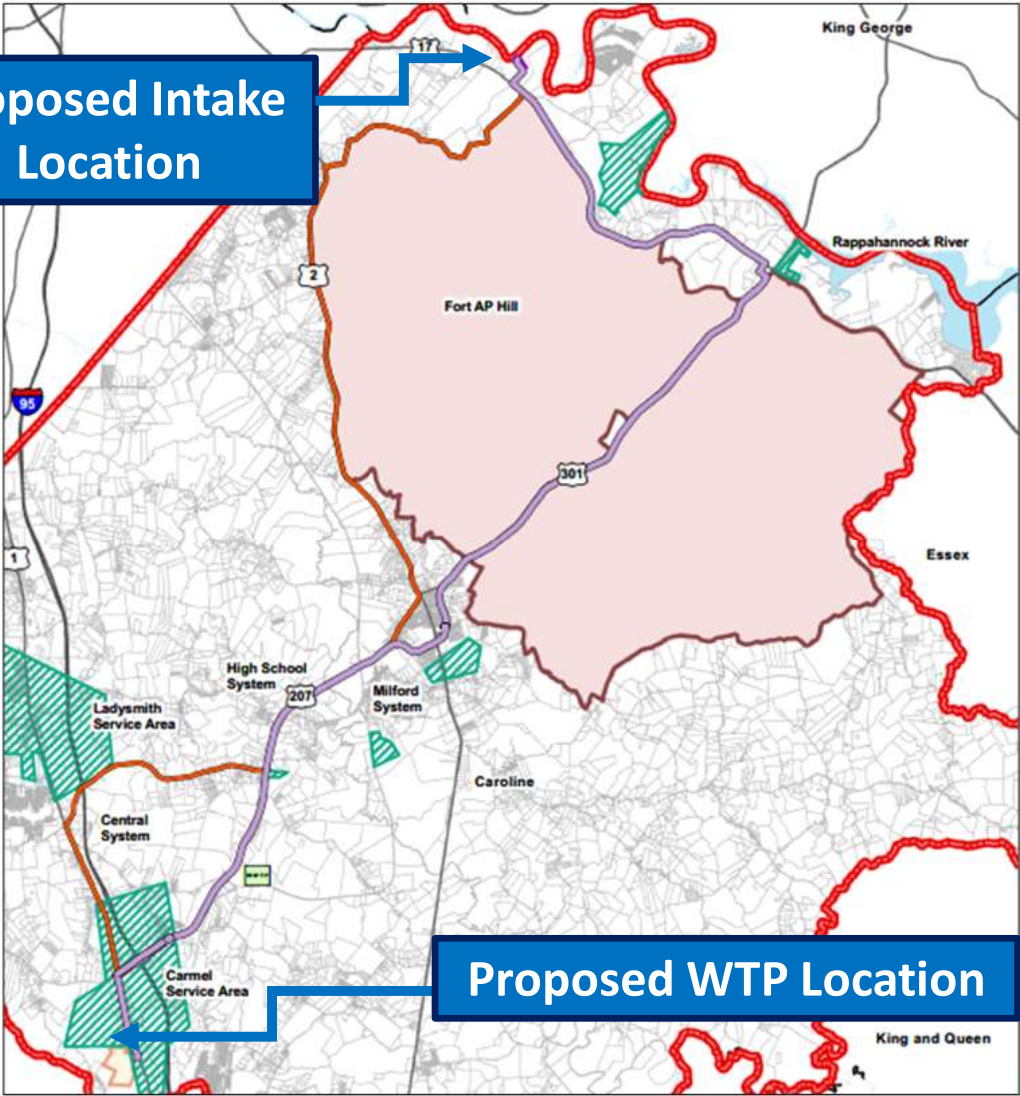 17
King George
oposed Intake
Location
Rappahannock River
2
Fort AP Hill
95
301
1
Essex
High School
System
207
Milford
System
Ladysmith
Service Area
Caroline
Central
System
Carmel
Service Area
Proposed WTP Location
King and Queen